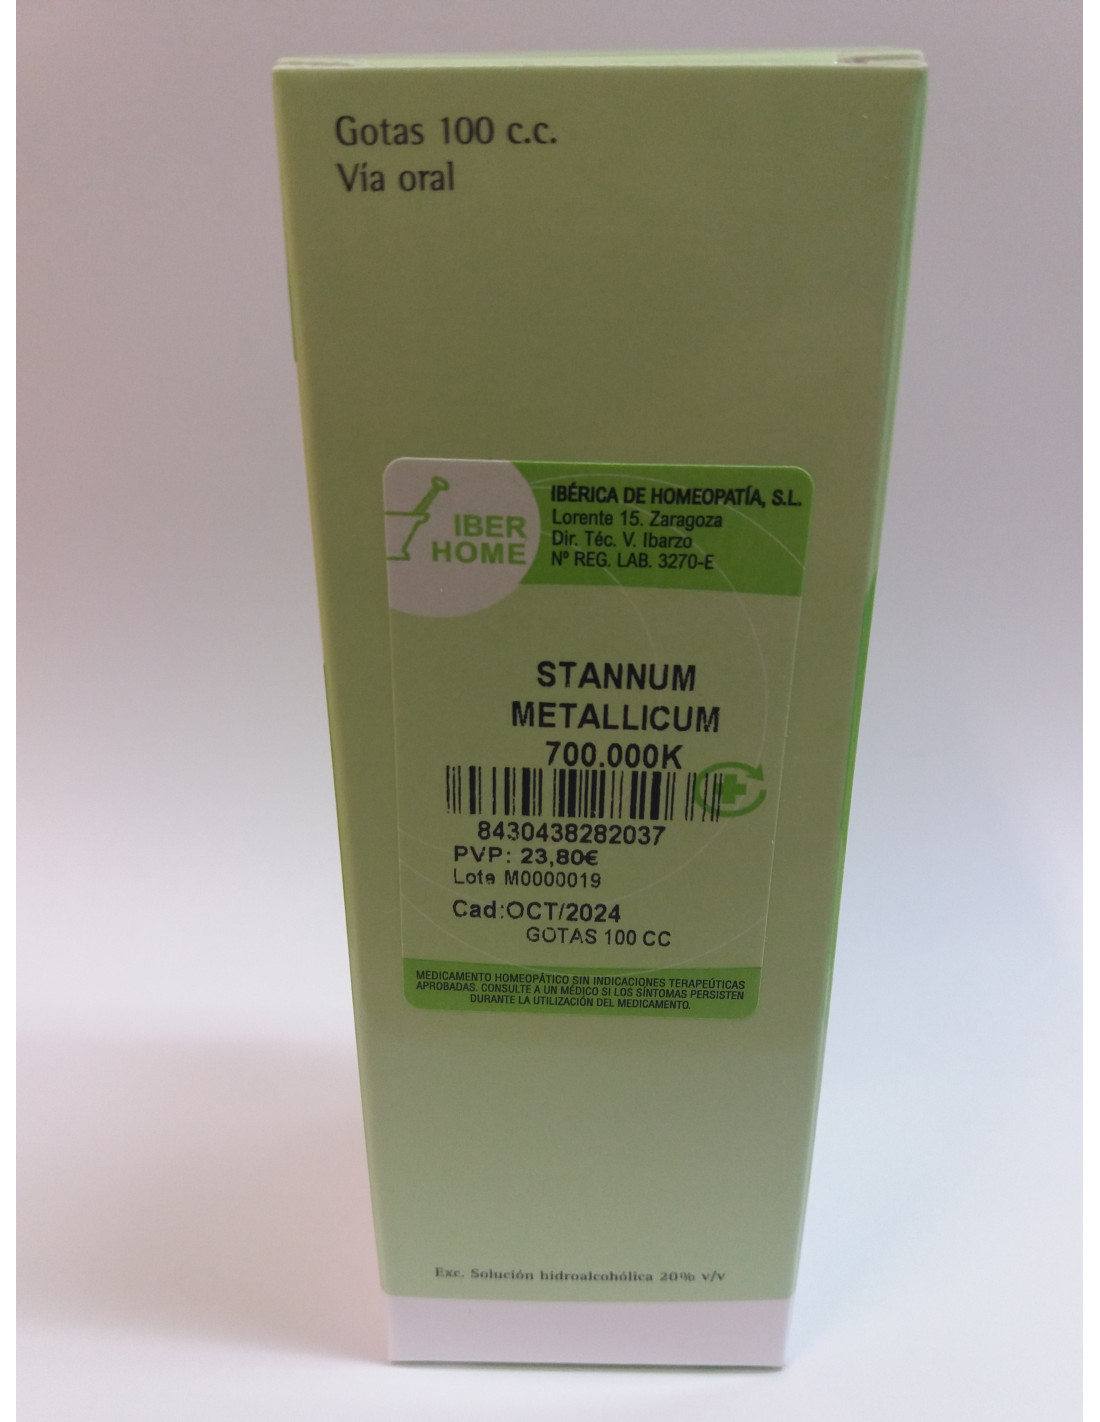 Gotas 100 c.c.
Vía oral
IBER
HOME
IBÉRICA DE HOMEOPATÍA, S.L.
Lorente 15. Zaragoza
Dir. Téc. V. Ibarzo
Nº REG. LAB. 3270-E
STANNUM
METALLICUM
700.000K
8430438282037
PVP: 23,80€
Lote M0000019
Cad:OCT/2024
GOTAS 100 CC
MEDICAMENTO HOMEOPÁTICO SIN INDICACIONES TERAPEÚTICAS
APROBADAS. CONSULTE A UN MÉDICO SI LOS SÍNTOMAS PERSISTEN
DURANTE LA UTILIZACIÓN DEL MEDICAMENTO.
Exc. Solución hidroalcohólica 20% v/v